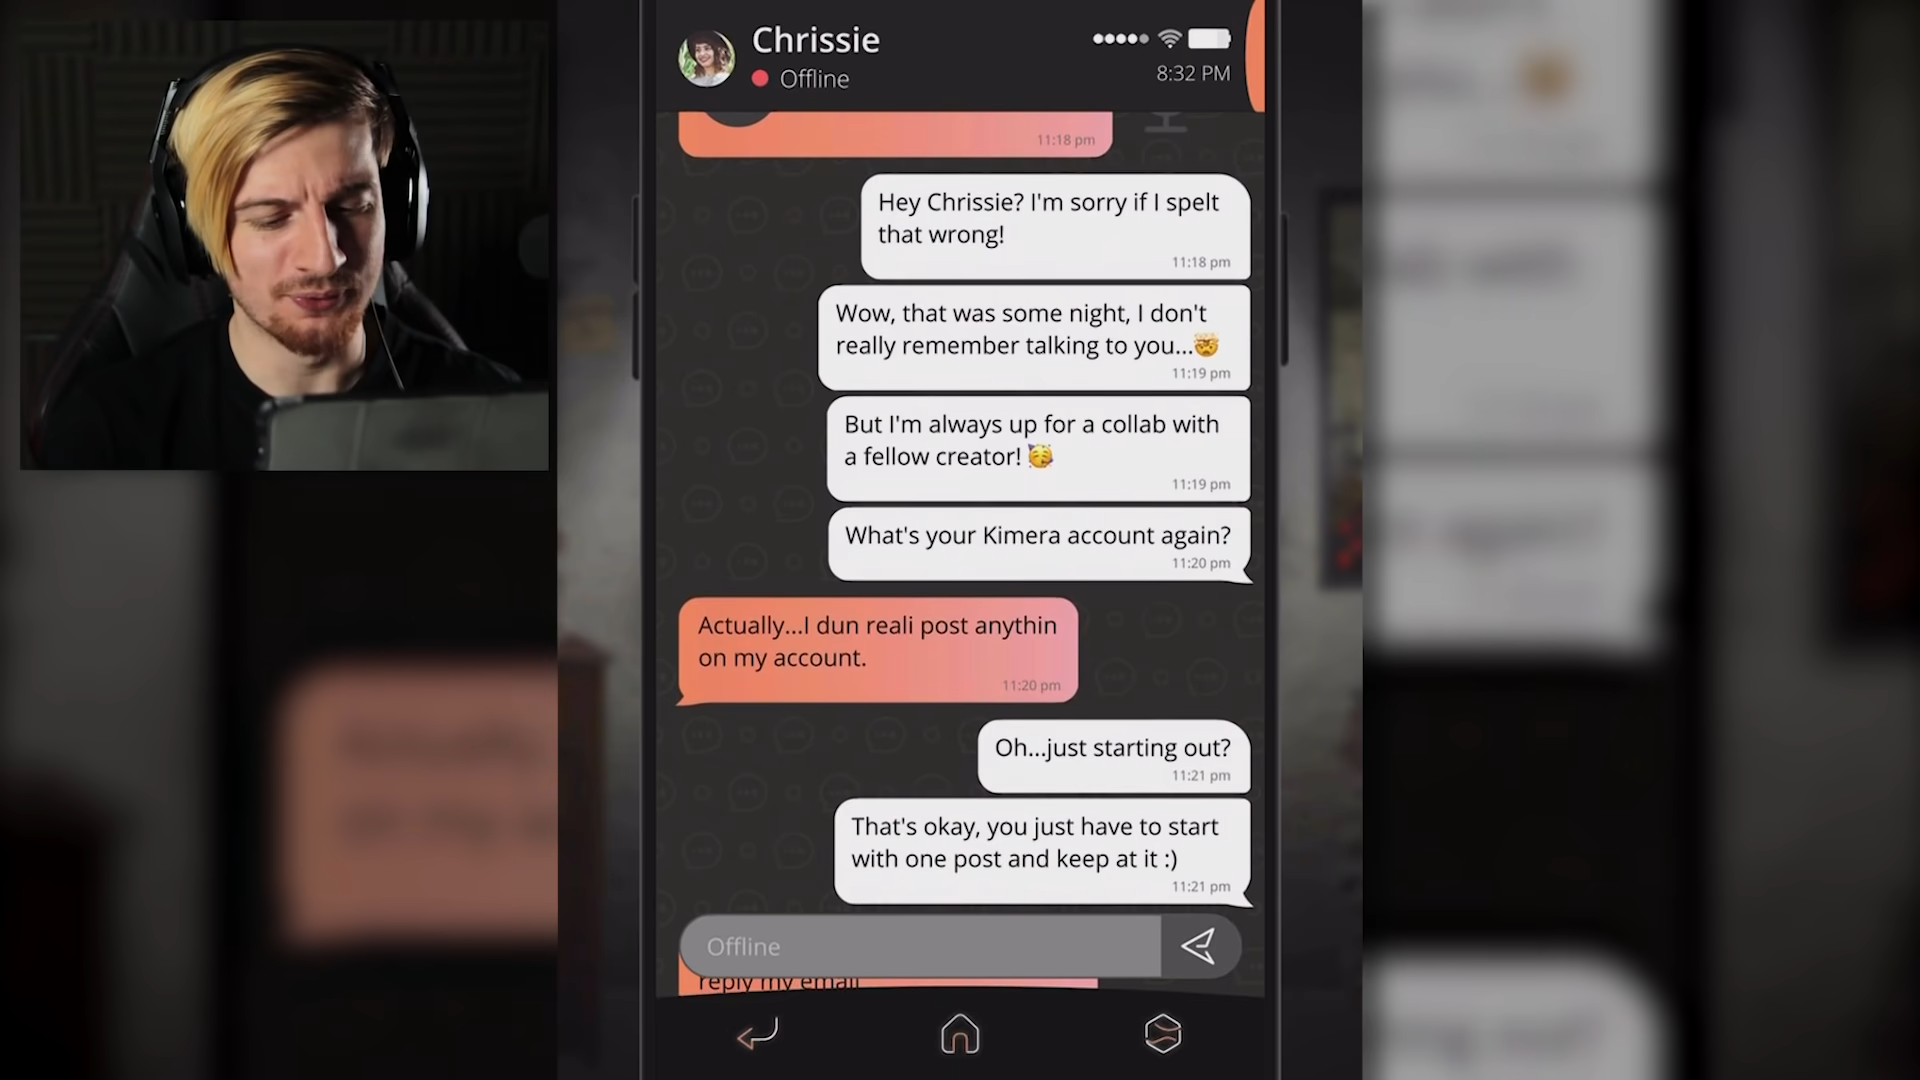 Chrissie
Offline
8:32 PM
11:18 pm
Hey Chrissie? I'm sorry if I spelt
that wrong!
11:18 pm
Wow, that was some night, I don't
really remember talking to you...🤯
11:19 pm
But I'm always up for a collab with
a fellow creator! 🥳
11:19 pm
What's your Kimera account again?
11:20 pm
Actually...I dun reali post anythin
on my account.
11:20 pm
Oh...just starting out?
11:21 pm
That's okay, you just have to start
with one post and keep at it :)
11:21 pm
Offline
reply my email